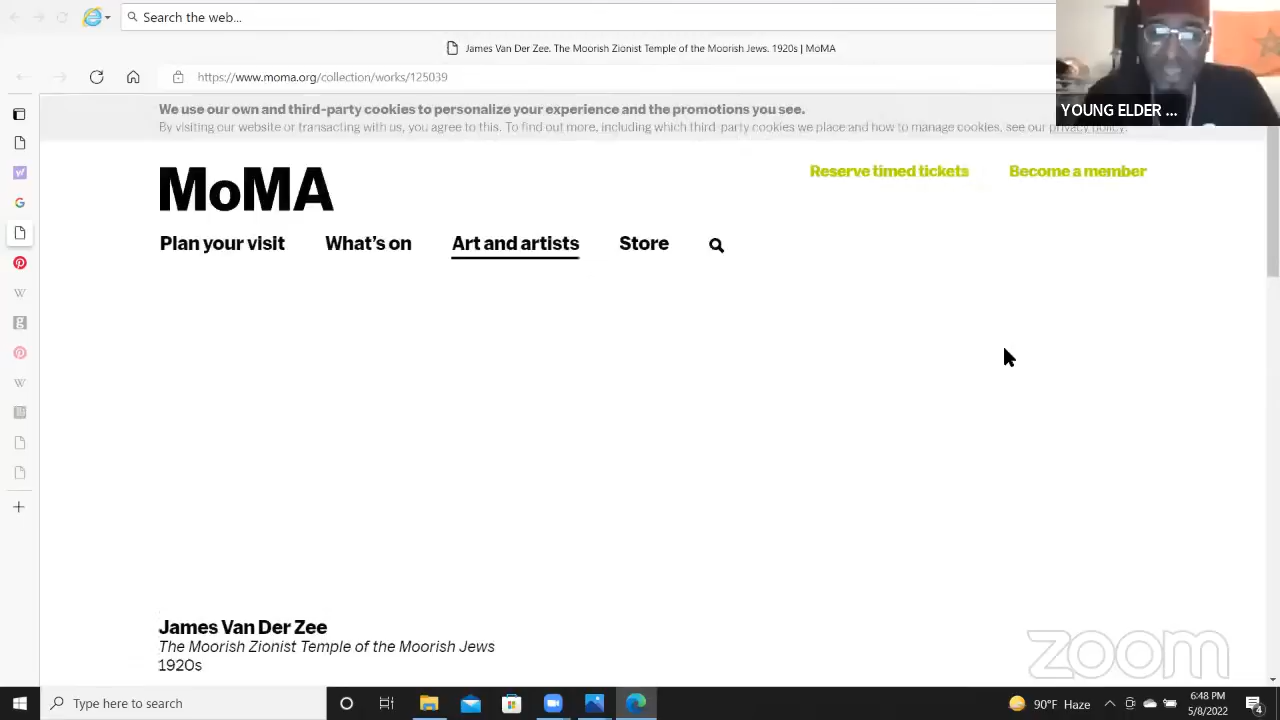 Search the web...
James Van Der Zee. The Moorish Zionist Temple of the Moorish Jews. 1920s | MoMA
https://www.moma.org/collection/works/125039
YOUNG ELDER ...
We use our own and third-party cookies to personalize your experience and the promotions you see.
By visiting our website or transacting with us, you agree to this. To find out more, including which third-party cookies we place and how to manage cookies, see our privacy policy.
MoMA
Reserve timed tickets
Become a member
Plan your visit
What's on
Art and artists
Store
James Van Der Zee
The Moorish Zionist Temple of the Moorish Jews
1920s
zoom
Type here to search
90°F Haze
6:48 PM
5/8/2022
4